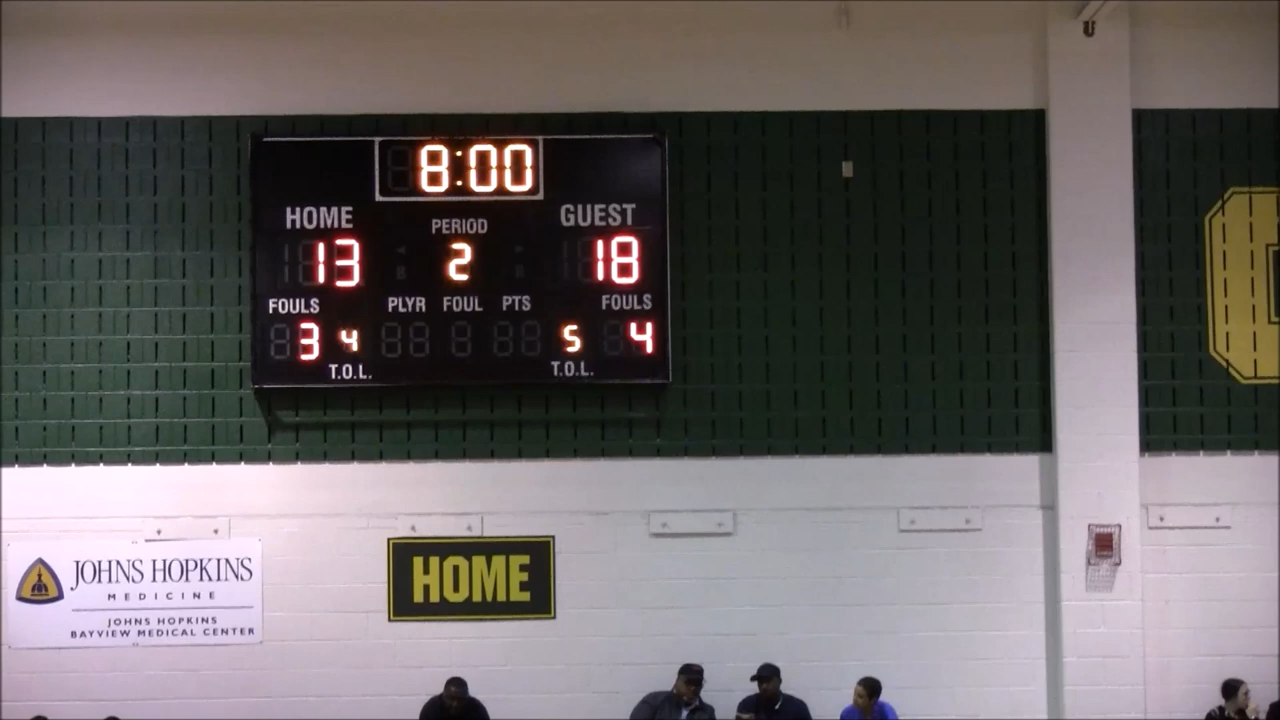 8:00
HOME PERIOD GUEST
13 2 18
FOULS PLYR FOUL PTS FOULS
3 4 5 4
T.O.L. T.O.L.
JOHNS HOPKINS
MEDICINE
JOHNS HOPKINS
BAYVIEW MEDICAL CENTER
HOME